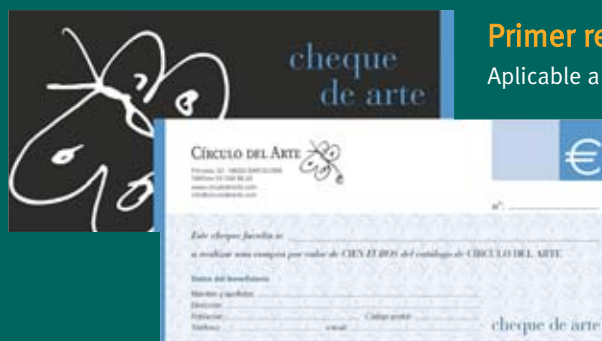 cheque
de arte
Primer re
Aplicable a
CÍRCULO DEL ARTE
€
nº:
Este cheque faculta a:
a realizar una compra por valor de CIEN EUROS del catálogo de CÍRCULO DEL ARTE
Datos del beneficiario
Nombre y apellidos:
Dirección:
Población: Código postal:
Teléfono: e-mail:
cheque de arte